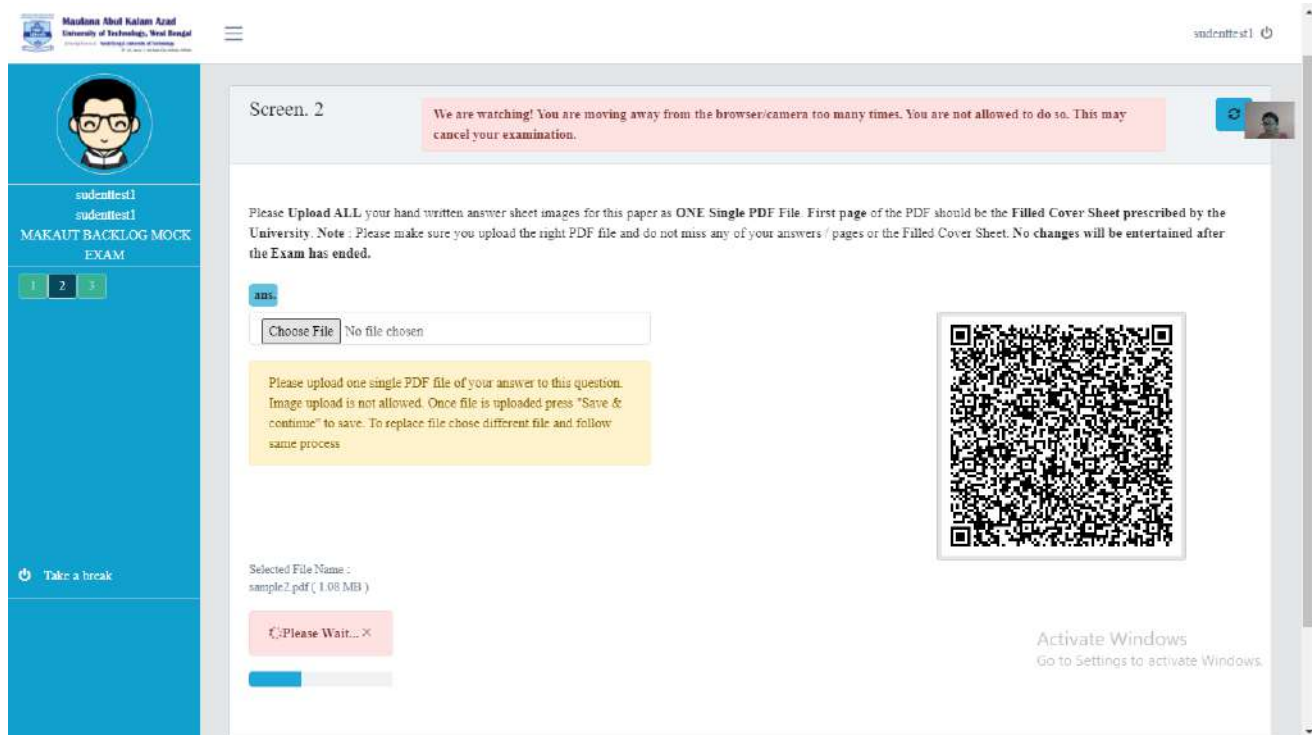 Maulana Abul Kalam Azad
University of Technology, West Bengal
sudenttest1
sudenttest1
sudenttest1
MAKAUT BACKLOG MOCK
EXAM
1 2 3
Take a break
Screen. 2
We are watching! You are moving away from the browser/camera too many times. You are not allowed to do so. This may
cancel your examination.
Please Upload ALL your hand written answer sheet images for this paper as ONE Single PDF File. First page of the PDF should be the Filled Cover Sheet prescribed by the
University. Note : Please make sure you upload the right PDF file and do not miss any of your answers / pages or the Filled Cover Sheet. No changes will be entertained after
the Exam has ended.
ans.
Choose File No file chosen
Please upload one single PDF file of your answer to this question.
Image upload is not allowed. Once file is uploaded press "Save &
continue" to save. To replace file chose different file and follow
same process
Selected File Name :
sample2.pdf ( 1.08 MB )
Please Wait... ×
Activate Windows
Go to Settings to activate Windows.